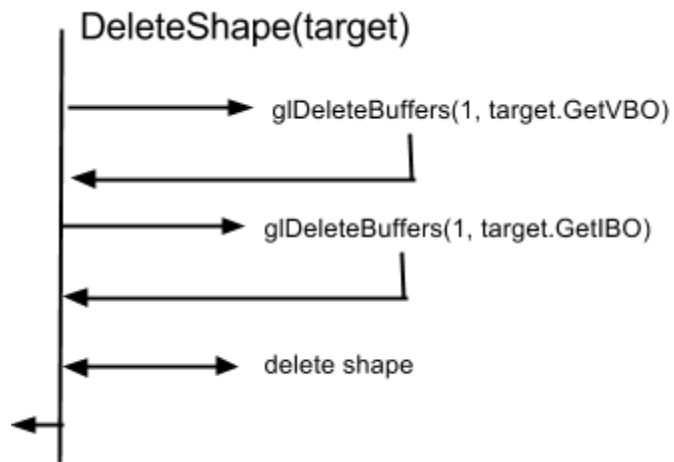 DeleteShape(target)
glDeleteBuffers(1, target.GetVBO)
glDeleteBuffers(1, target.GetIBO)
delete shape